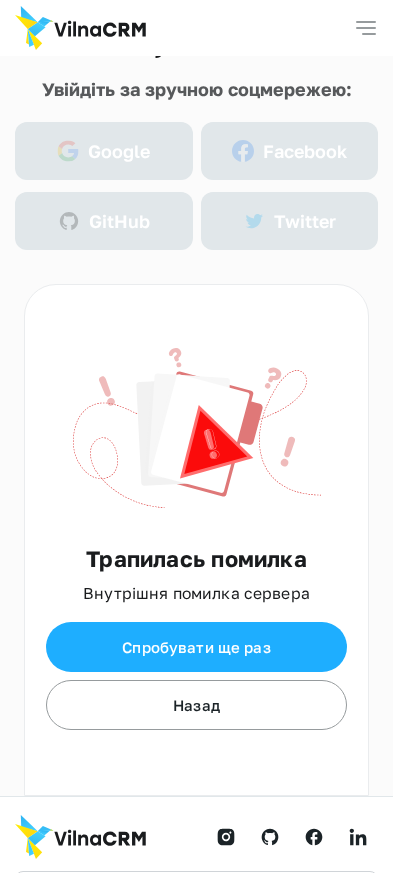 VilnaCRM
Увійдіть за зручною соцмережею:
Google
Facebook
GitHub
Twitter
Трапилась помилка
Внутрішня помилка сервера
Спробувати ще раз
Назад
VilnaCRM